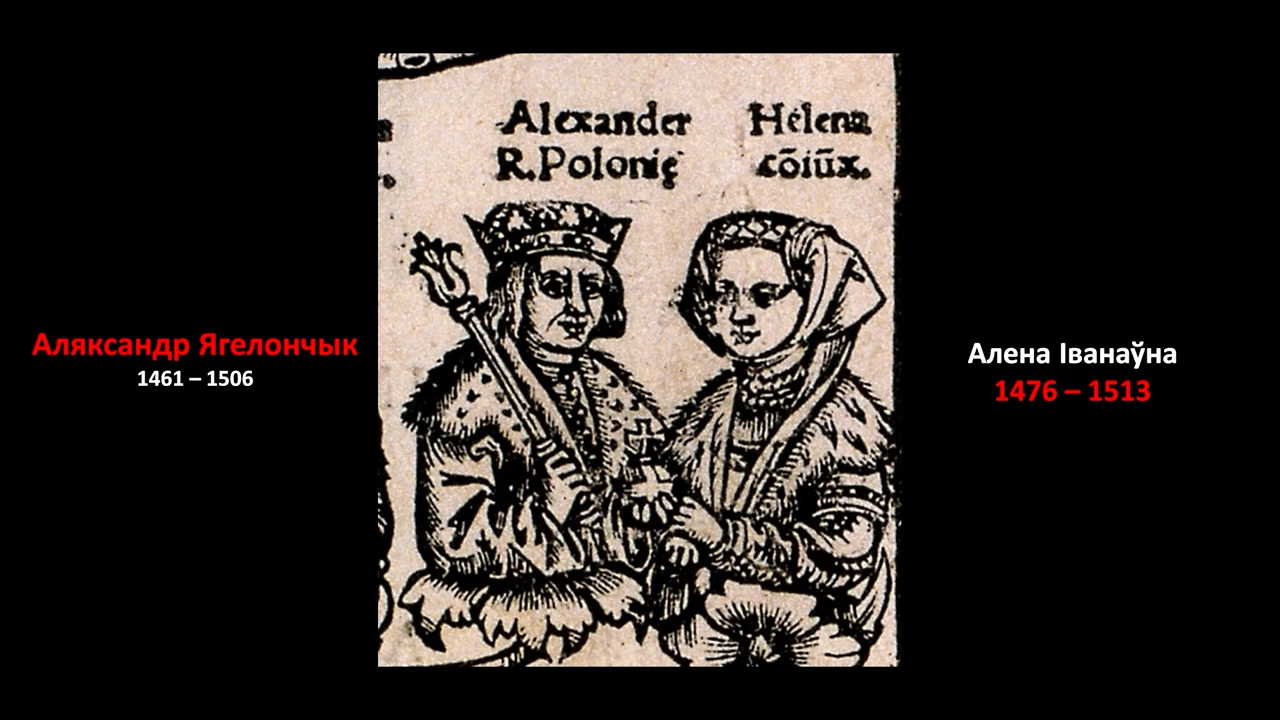 Alexander Helena
R. Polonię cōiūx.
Аляксандр Ягелончык
1461 – 1506
Алена Іванаўна
1476 – 1513